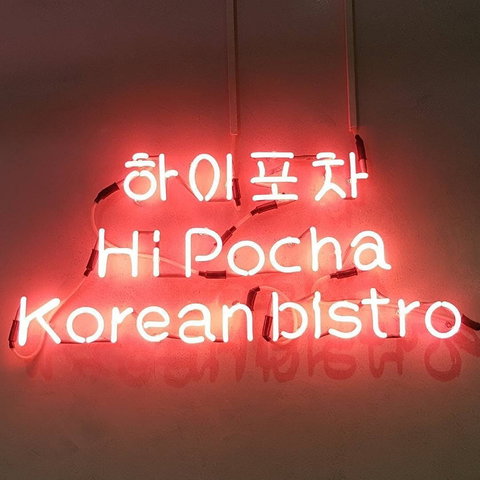 하이포차
Hi Pocha
Korean bistro